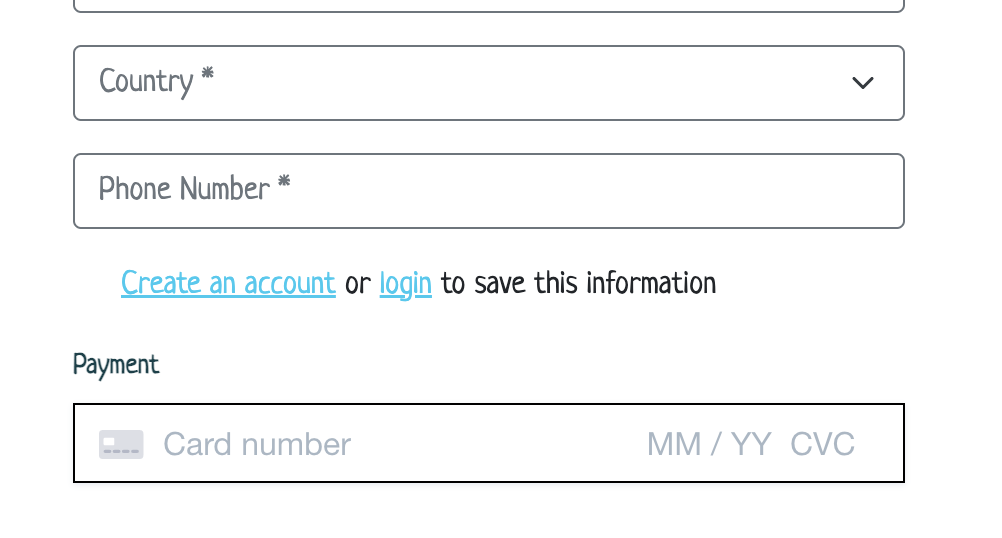 Country *
Phone Number *
Create an account or login to save this information
Payment
Card number MM / YY CVC